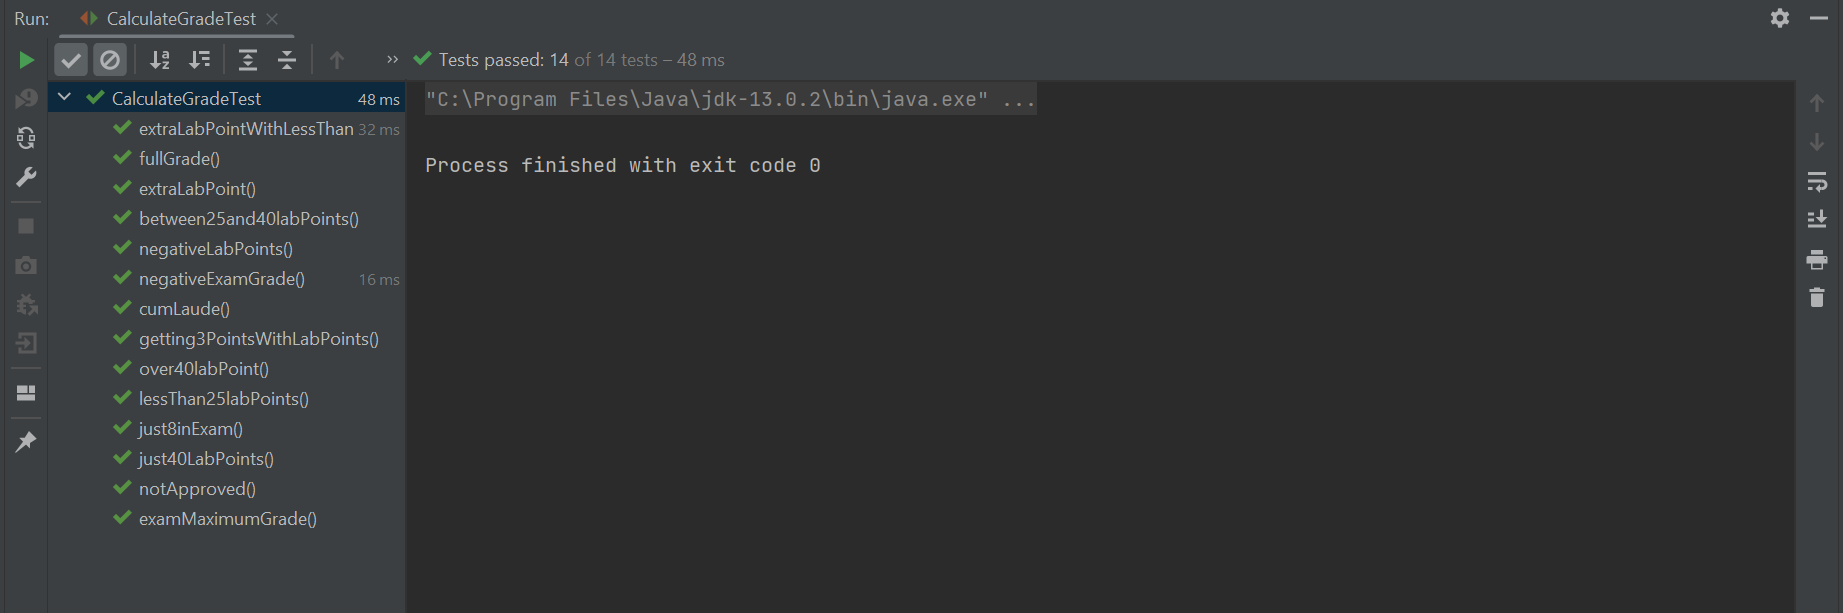 Run: CalculateGradeTest
Tests passed: 14 of 14 tests – 48 ms
CalculateGradeTest 48 ms
extraLabPointWithLessThan 32 ms
fullGrade()
extraLabPoint()
between25and40labPoints()
negativeLabPoints()
negativeExamGrade() 16 ms
cumLaude()
getting3PointsWithLabPoints()
over40labPoint()
lessThan25labPoints()
just8inExam()
just40LabPoints()
notApproved()
examMaximumGrade()
"C:\Program Files\Java\jdk-13.0.2\bin\java.exe" ...
Process finished with exit code 0